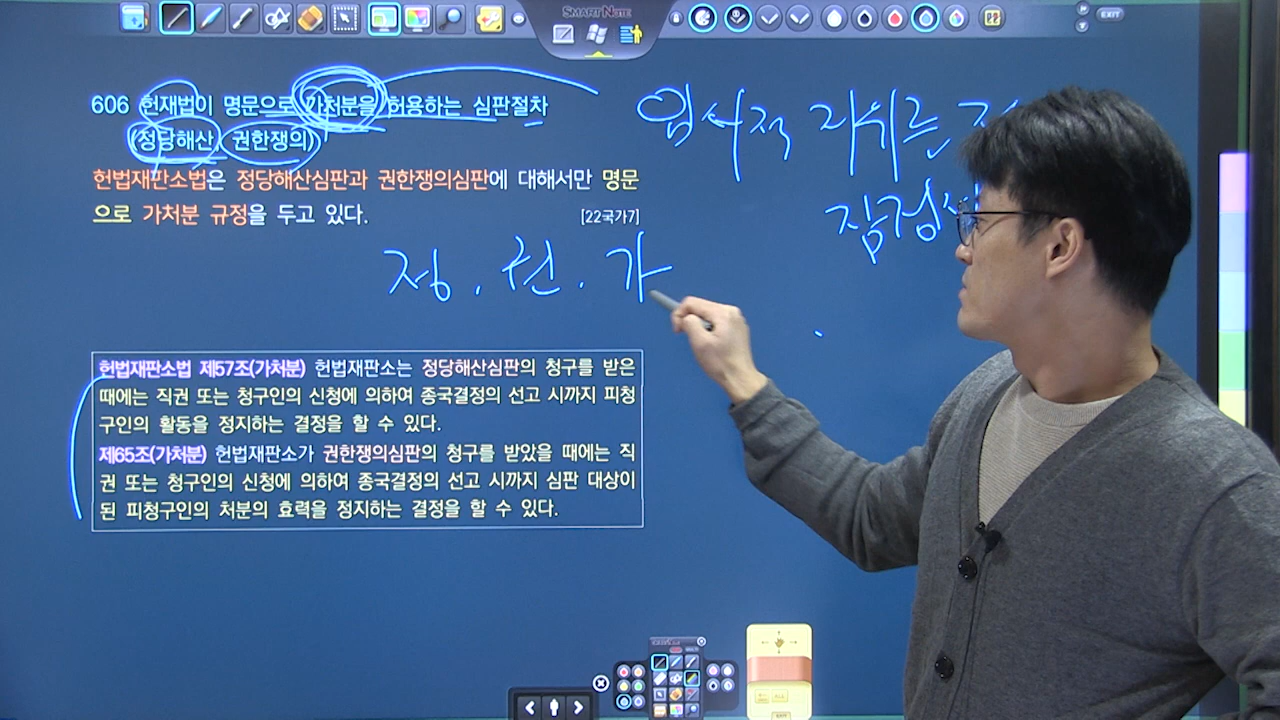 SMART NOTE
EXIT
606 헌재법이 명문으로 가처분을 허용하는 심판절차
(정당해산, 권한쟁의)
헌법재판소법은 정당해산심판과 권한쟁의심판에 대해서만 명문
으로 가처분 규정을 두고 있다. [22국가7]
정. 권. 가
헌법재판소법 제57조(가처분) 헌법재판소는 정당해산심판의 청구를 받은
때에는 직권 또는 청구인의 신청에 의하여 종국결정의 선고 시까지 피청
구인의 활동을 정지하는 결정을 할 수 있다.
제65조(가처분) 헌법재판소가 권한쟁의심판의 청구를 받았을 때에는 직
권 또는 청구인의 신청에 의하여 종국결정의 선고 시까지 심판 대상이
된 피청구인의 처분의 효력을 정지하는 결정을 할 수 있다.
임시적 지위를